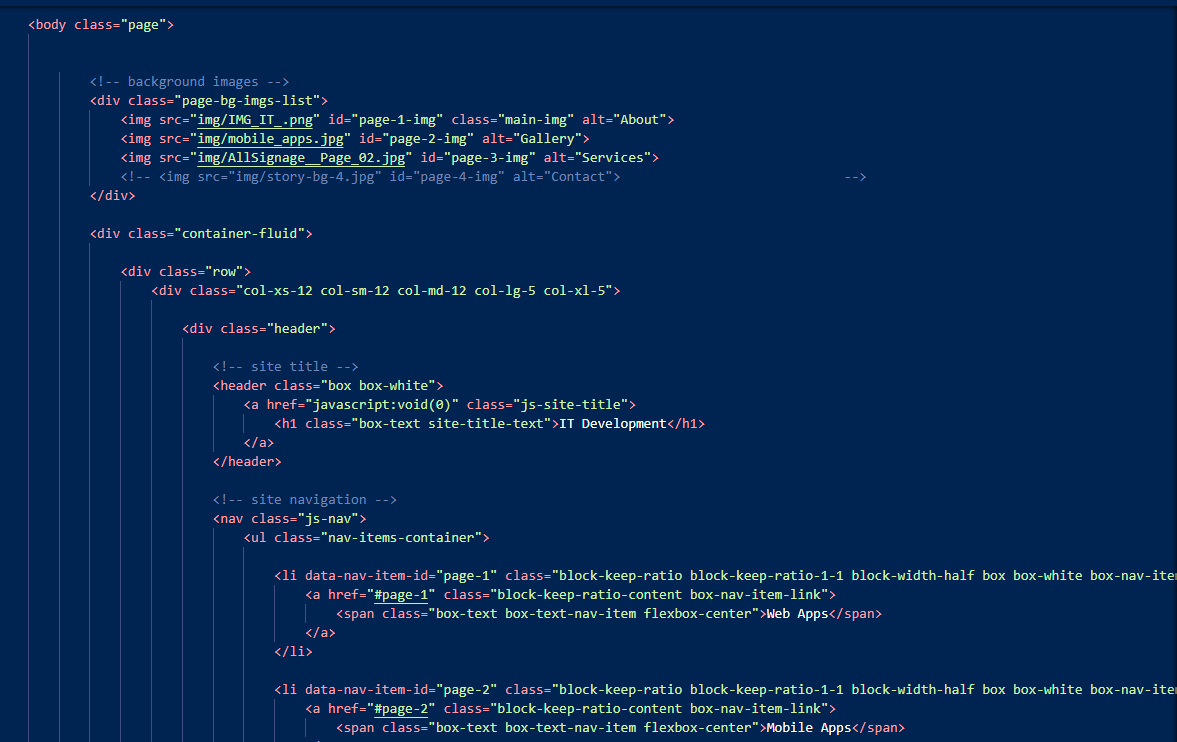 <body class="page">
<!-- background images -->
<div class="page-bg-imgs-list">
<img src="img/IMG_IT_.png" id="page-1-img" class="main-img" alt="About">
<img src="img/mobile_apps.jpg" id="page-2-img" alt="Gallery">
<img src="img/AllSignage__Page_02.jpg" id="page-3-img" alt="Services">
<!-- <img src="img/story-bg-4.jpg" id="page-4-img" alt="Contact"> -->
</div>
<div class="container-fluid">
<div class="row">
<div class="col-xs-12 col-sm-12 col-md-12 col-lg-5 col-xl-5">
<div class="header">
<!-- site title -->
<header class="box box-white">
<a href="javascript:void(0)" class="js-site-title">
<h1 class="box-text site-title-text">IT Development</h1>
</a>
</header>
<!-- site navigation -->
<nav class="js-nav">
<ul class="nav-items-container">
<li data-nav-item-id="page-1" class="block-keep-ratio block-keep-ratio-1-1 block-width-half box box-white box-nav-ite
<a href="#page-1" class="block-keep-ratio-content box-nav-item-link">
<span class="box-text box-text-nav-item flexbox-center">Web Apps</span>
</a>
</li>
<li data-nav-item-id="page-2" class="block-keep-ratio block-keep-ratio-1-1 block-width-half box box-white box-nav-ite
<a href="#page-2" class="block-keep-ratio-content box-nav-item-link">
<span class="box-text box-text-nav-item flexbox-center">Mobile Apps</span>